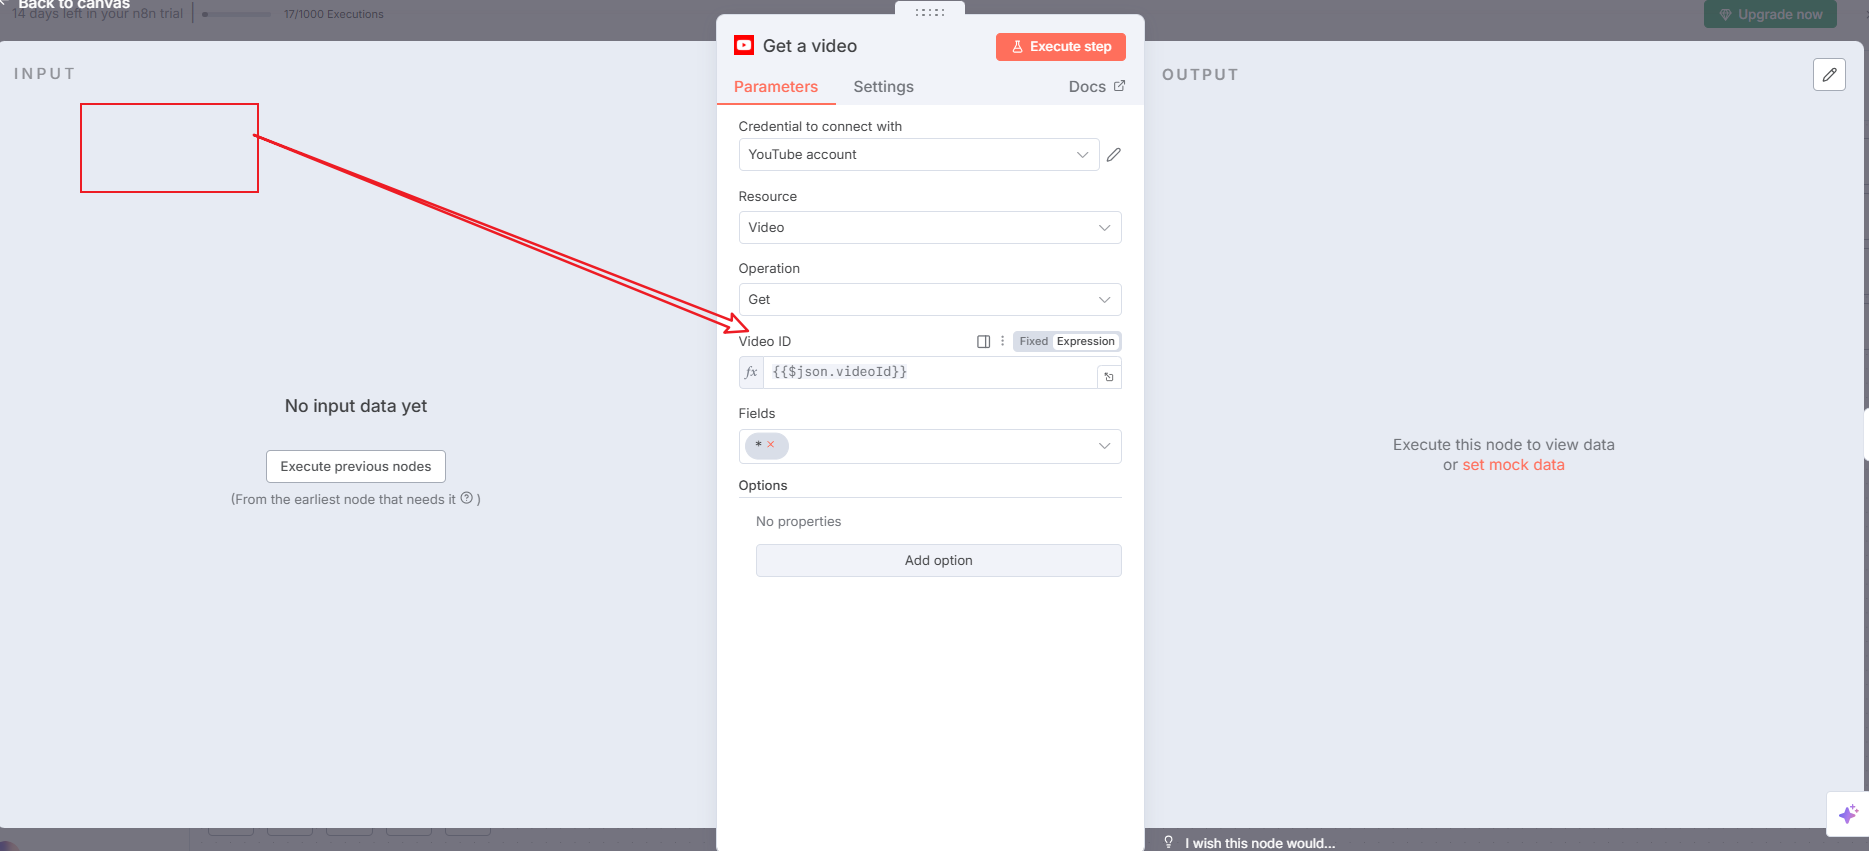 Back to canvas
14 days left in your n8n trial
17/1000 Executions
Upgrade now
INPUT
No input data yet
Execute previous nodes
(From the earliest node that needs it ? )
Get a video
Execute step
Parameters
Settings
Docs
Credential to connect with
YouTube account
Resource
Video
Operation
Get
Video ID
Fixed
Expression
fx
{{$json.videoId}}
Fields
* ×
Options
No properties
Add option
OUTPUT
Execute this node to view data
or set mock data
I wish this node would...